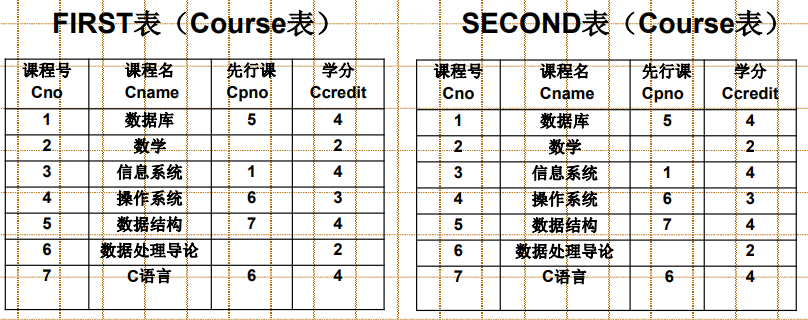 FIRST表（Course表） SECOND表（Course表）
课程号 课程名 先行课 学分 课程号 课程名 先行课 学分
Cno Cname Cpno Ccredit Cno Cname Cpno Ccredit
1 数据库 5 4 1 数据库 5 4
2 数学 2 2 数学 2
3 信息系统 1 4 3 信息系统 1 4
4 操作系统 6 3 4 操作系统 6 3
5 数据结构 7 4 5 数据结构 7 4
6 数据处理导论 2 6 数据处理导论 2
7 C语言 6 4 7 C语言 6 4